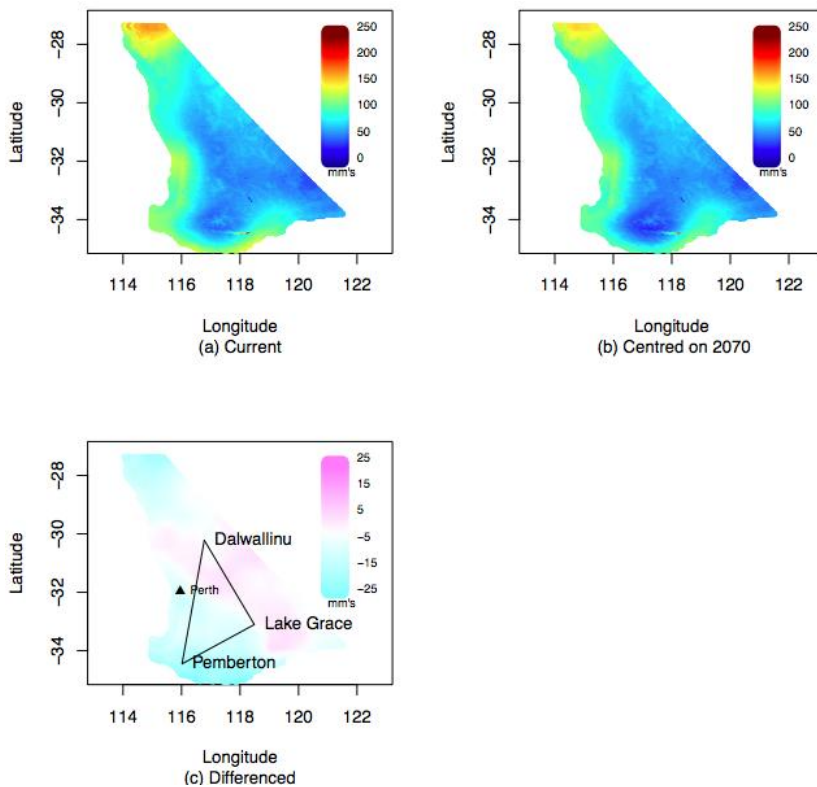 250
200
150
100
50
0
mm's
−28
−30
−32
−34
Latitude
114 116 118 120 122
Longitude
(a) Current
250
200
150
100
50
0
mm's
−28
−30
−32
−34
Latitude
114 116 118 120 122
Longitude
(b) Centred on 2070
25
15
5
−5
−15
−25
mm's
−28
−30
−32
−34
Latitude
Dalwallinu
Perth
Lake Grace
Pemberton
114 116 118 120 122
Longitude
(c) Differenced